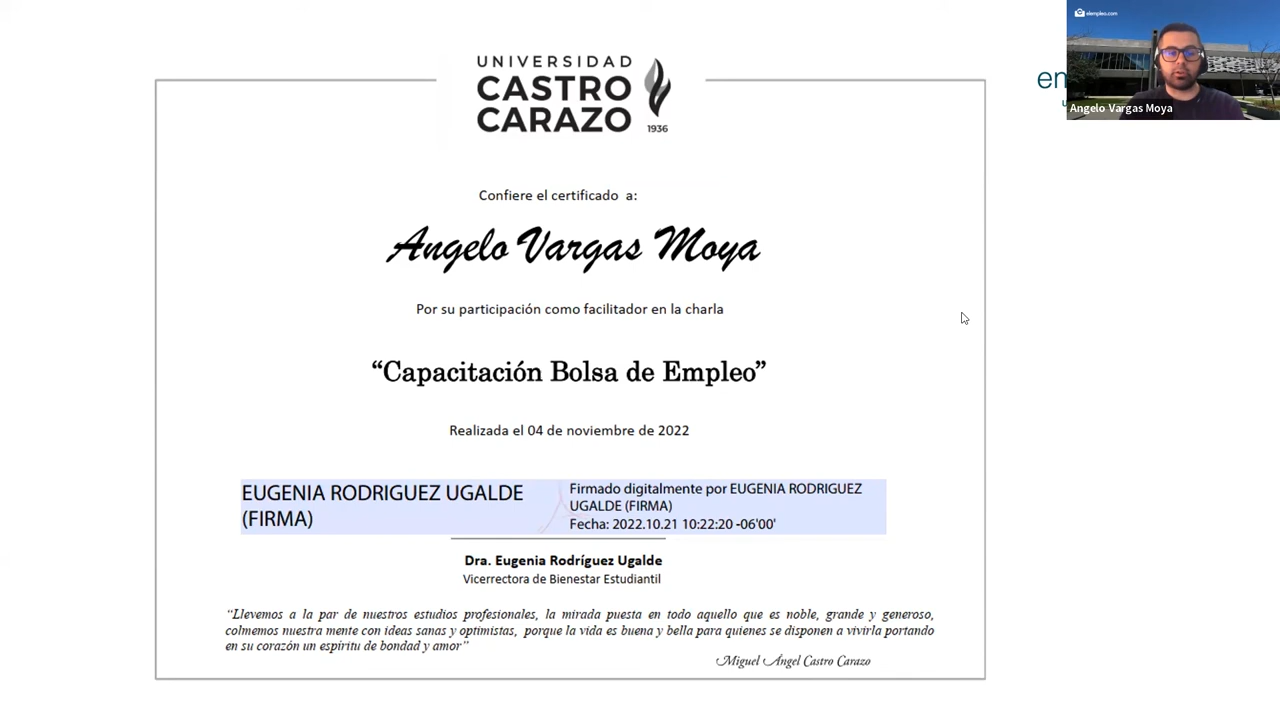 UNIVERSIDAD
CASTRO
CARAZO
1936
elempleo.com
em
Angelo Vargas Moya
Confiere el certificado a:
Angelo Vargas Moya
Por su participación como facilitador en la charla
“Capacitación Bolsa de Empleo”
Realizada el 04 de noviembre de 2022
EUGENIA RODRIGUEZ UGALDE
(FIRMA)
Firmado digitalmente por EUGENIA RODRIGUEZ
UGALDE (FIRMA)
Fecha: 2022.10.21 10:22:20 -06'00'
Dra. Eugenia Rodríguez Ugalde
Vicerrectora de Bienestar Estudiantil
“Llevemos a la par de nuestros estudios profesionales, la mirada puesta en todo aquello que es noble, grande y generoso,
colmemos nuestra mente con ideas sanas y optimistas, porque la vida es buena y bella para quienes se disponen a vivirla portando
en su corazón un espíritu de bondad y amor”
Miguel Ángel Castro Carazo